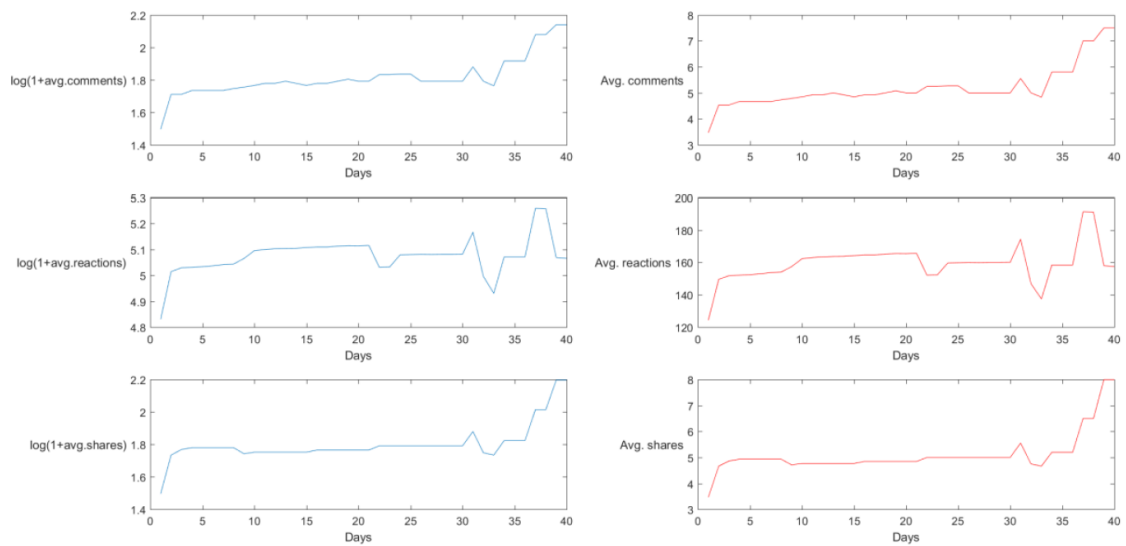 2.2
2
1.8
1.6
1.4
log(1+avg.comments)
0 5 10 15 20 25 30 35 40
Days
8
7
6
5
4
3
Avg. comments
0 5 10 15 20 25 30 35 40
Days
5.3
5.2
5.1
5
4.9
4.8
log(1+avg.reactions)
0 5 10 15 20 25 30 35 40
Days
200
180
160
140
120
Avg. reactions
0 5 10 15 20 25 30 35 40
Days
2.2
2
1.8
1.6
1.4
log(1+avg.shares)
0 5 10 15 20 25 30 35 40
Days
8
7
6
5
4
3
Avg. shares
0 5 10 15 20 25 30 35 40
Days